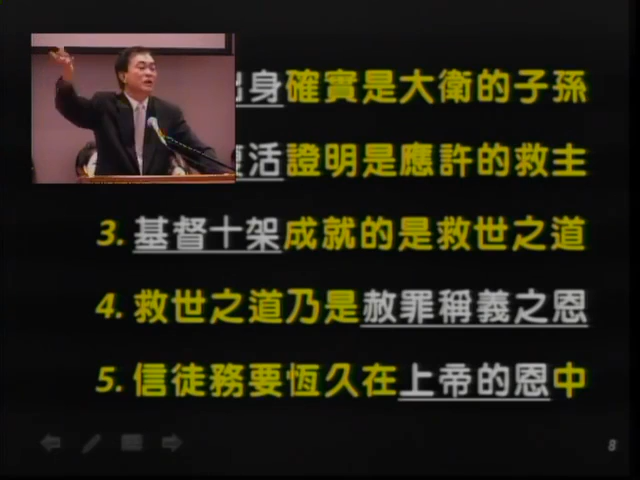 出身確實是大衛的子孫
復活證明是應許的救主
3. 基督十架成就的是救世之道
4. 救世之道乃是赦罪稱義之恩
5. 信徒務要恆久在上帝的恩中
8